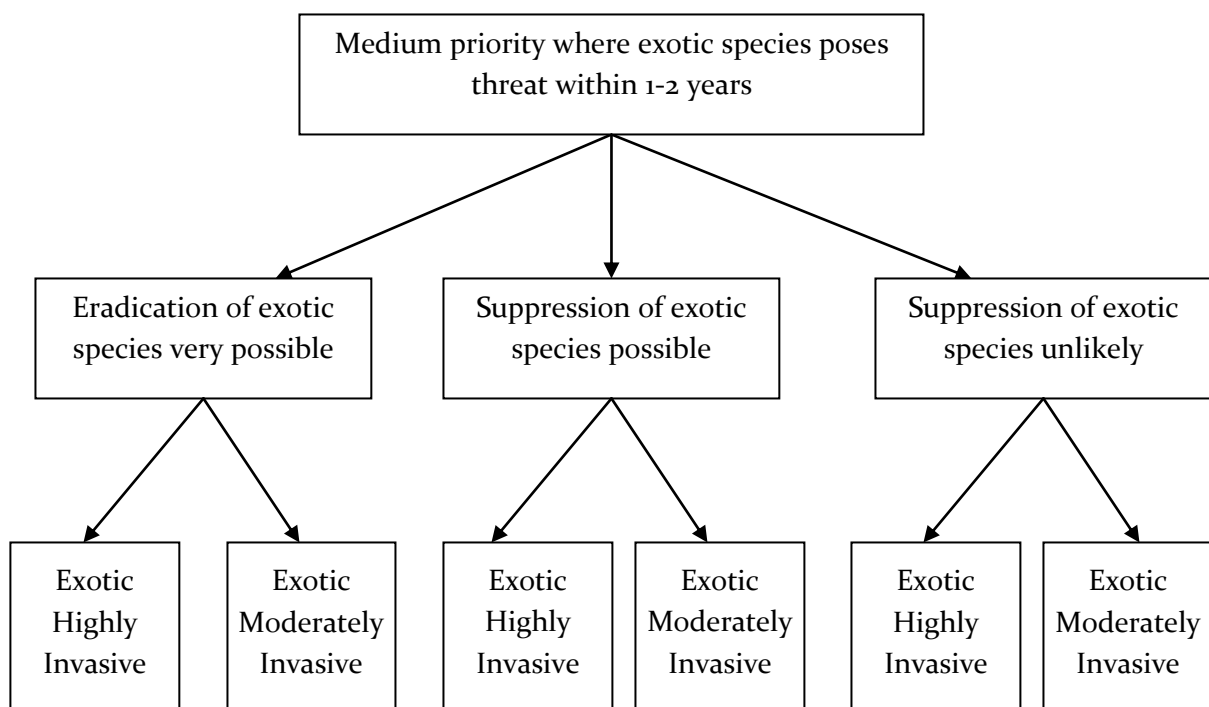 Medium priority where exotic species poses
threat within 1-2 years
Eradication of exotic
species very possible
Suppression of exotic
species possible
Suppression of exotic
species unlikely
Exotic
Highly
Invasive
Exotic
Moderately
Invasive
Exotic
Highly
Invasive
Exotic
Moderately
Invasive
Exotic
Highly
Invasive
Exotic
Moderately
Invasive